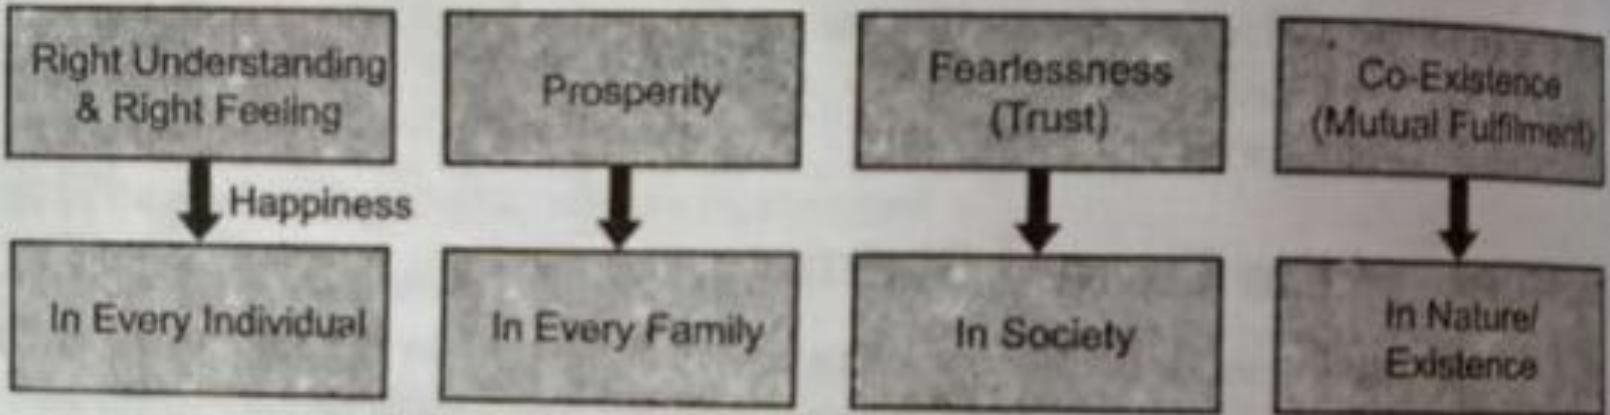 Right Understanding
& Right Feeling
Prosperity
Fearlessness
(Trust)
Co-Existence
(Mutual Fulfilment)
Happiness
In Every Individual
In Every Family
In Society
In Nature/
Existence